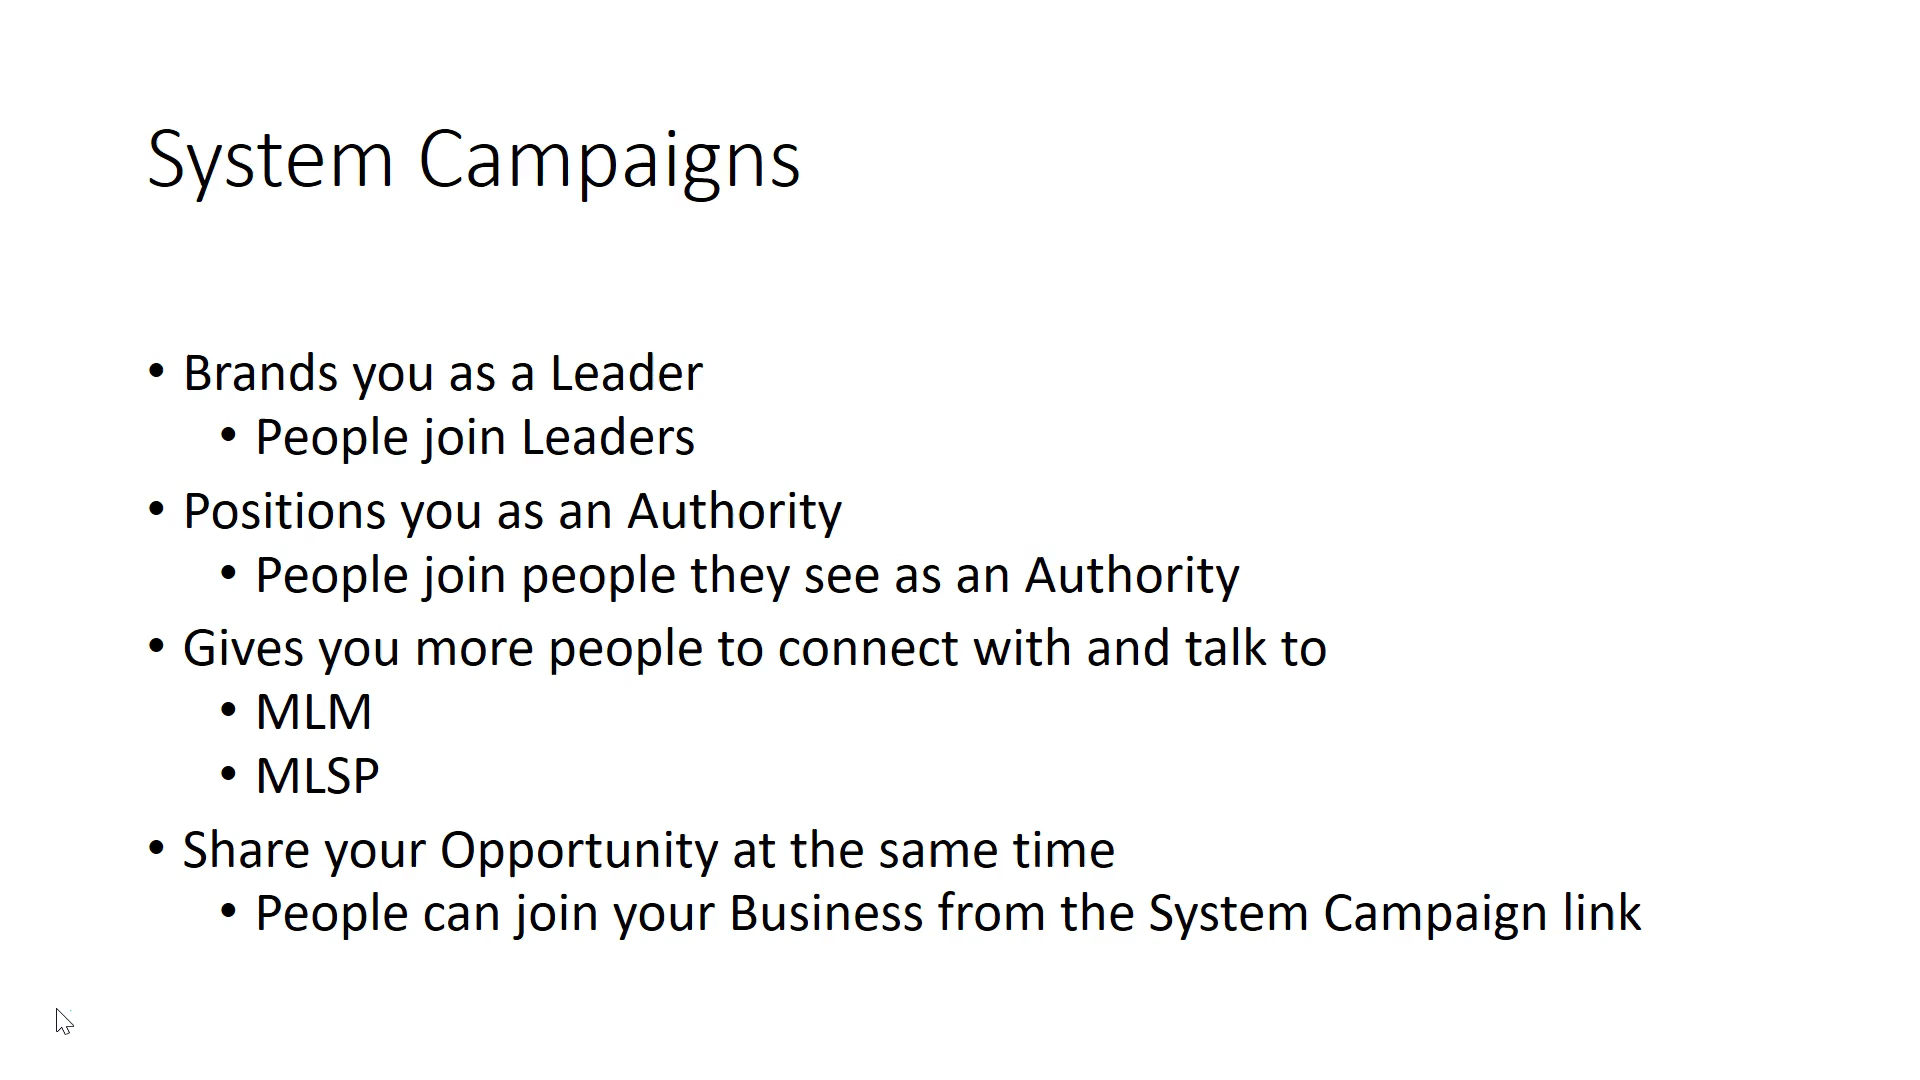 System Campaigns
• Brands you as a Leader
• People join Leaders
• Positions you as an Authority
• People join people they see as an Authority
• Gives you more people to connect with and talk to
• MLM
• MLSP
• Share your Opportunity at the same time
• People can join your Business from the System Campaign link